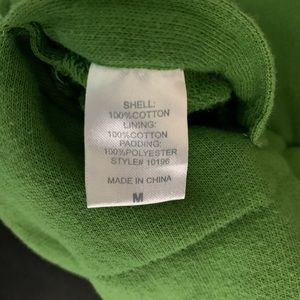 SHELL:
100%COTTON
LINING:
100%COTTON
PADDING:
100%POLYESTER
STYLE# 10196
MADE IN CHINA
M